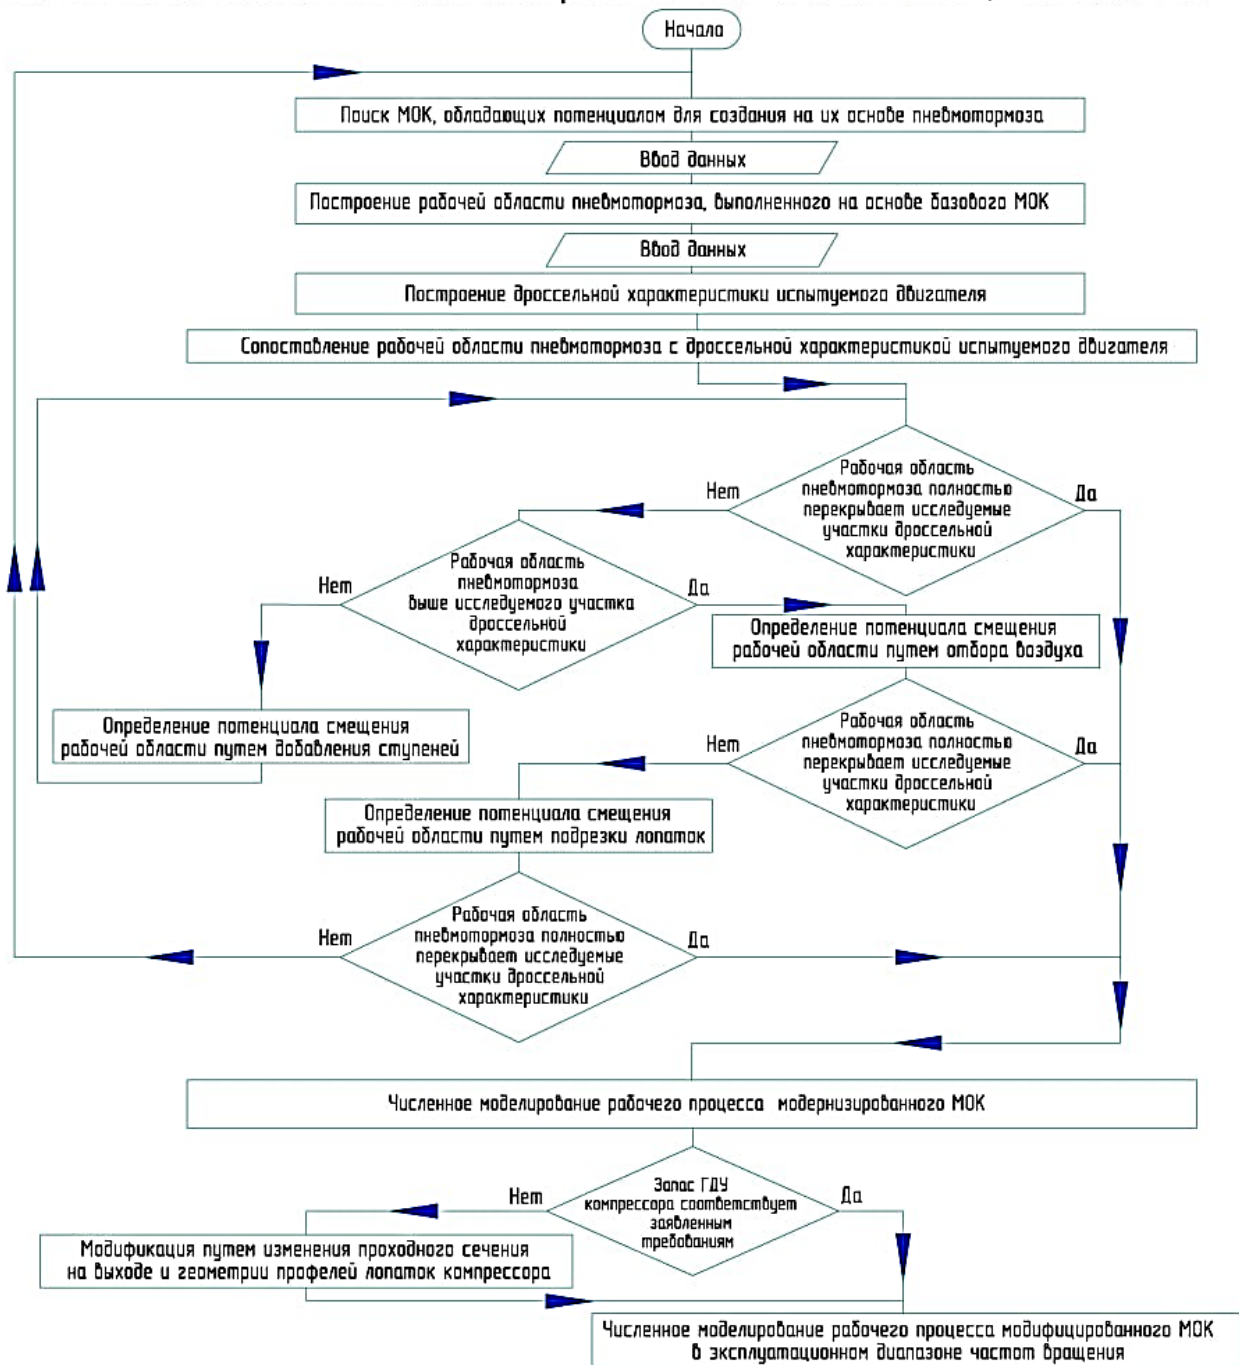 Начало
Поиск МОК, обладающих потенциалом для создания на их основе пневмотормоза
Ввод данных
Построение рабочей области пневмотормоза, выполненного на основе базового МОК
Ввод данных
Построение дроссельной характеристики испытуемого двигателя
Сопоставление рабочей области пневмотормоза с дроссельной характеристикой испытуемого двигателя
Рабочая область
пневмотормоза полностью
перекрывает исследуемые
участки дроссельной
характеристики
Нет
Да
Рабочая область
пневмотормоза
выше исследуемого участка
дроссельной
характеристики
Нет
Да
Определение потенциала смещения
рабочей области путем отбора воздуха
Определение потенциала смещения
рабочей области путем добавления ступеней
Рабочая область
пневмотормоза полностью
перекрывает исследуемые
участки дроссельной
характеристики
Нет
Да
Определение потенциала смещения
рабочей области путем подрезки лопаток
Рабочая область
пневмотормоза полностью
перекрывает исследуемые
участки дроссельной
характеристики
Нет
Да
Численное моделирование рабочего процесса модернизированного МОК
Запас ГДУ
компрессора соответствует
заявленным
требованиям
Нет
Да
Модификация путем изменения проходного сечения
на выходе и геометрии профелей лопаток компрессора
Численное моделирование рабочего процесса модифицированного МОК
в эксплуатационном диапазоне частот вращения